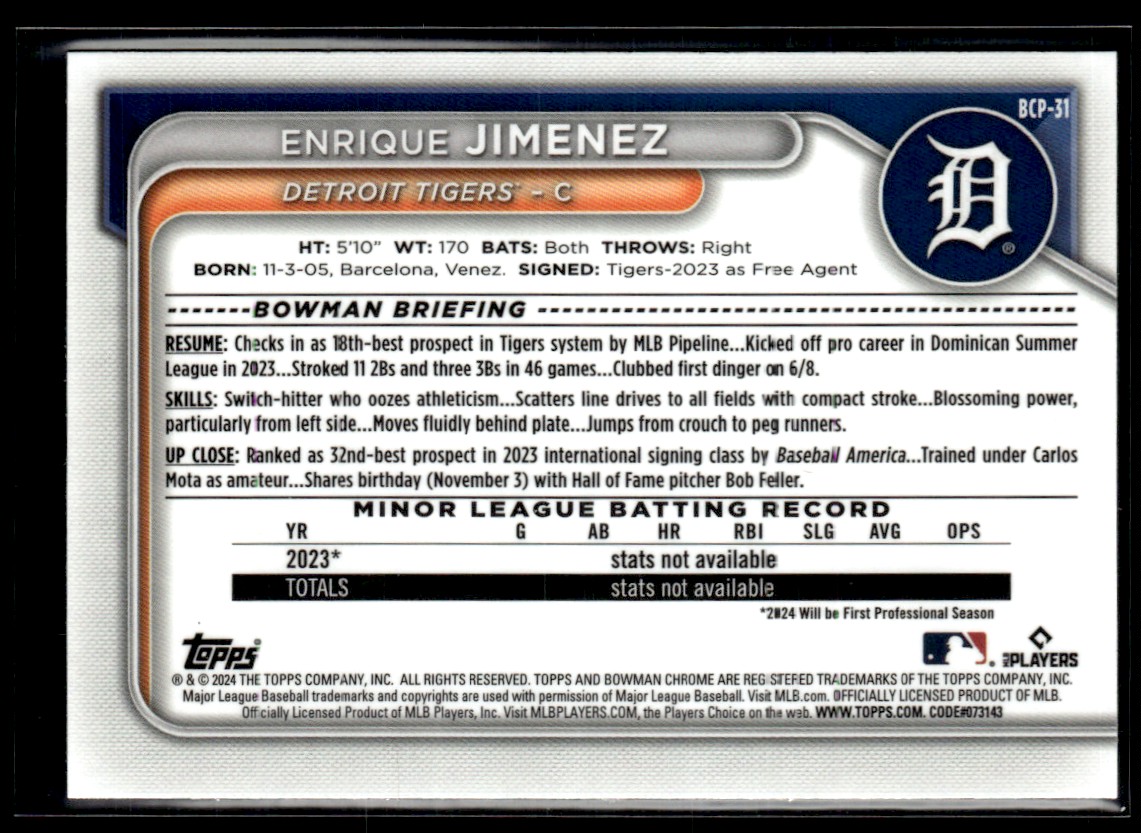 BCP-31
ENRIQUE JIMENEZ
DETROIT TIGERS™ – C
D
®
HT: 5'10" WT: 170 BATS: Both THROWS: Right
BORN: 11-3-05, Barcelona, Venez. SIGNED: Tigers-2023 as Free Agent
-------BOWMAN BRIEFING
RESUME: Checks in as 18th-best prospect in Tigers system by MLB Pipeline...Kicked off pro career in Dominican Summer
League in 2023...Stroked 11 2Bs and three 3Bs in 46 games...Clubbed first dinger on 6/8.
SKILLS: Switch-hitter who oozes athleticism...Scatters line drives to all fields with compact stroke...Blossoming power,
particularly from left side...Moves fluidly behind plate...Jumps from crouch to peg runners.
UP CLOSE: Ranked as 32nd-best prospect in 2023 international signing class by Baseball America...Trained under Carlos
Mota as amateur...Shares birthday (November 3) with Hall of Fame pitcher Bob Feller.
MINOR LEAGUE BATTING RECORD
YR G AB HR RBI SLG AVG OPS
2023* stats not available
TOTALS stats not available
*2024 Will be First Professional Season
Topps® MLB PLAYERS
® & © 2024 THE TOPPS COMPANY, INC. ALL RIGHTS RESERVED. TOPPS AND BOWMAN CHROME ARE REGISTERED TRADEMARKS OF THE TOPPS COMPANY, INC.
Major League Baseball trademarks and copyrights are used with permission of Major League Baseball. Visit MLB.com. OFFICIALLY LICENSED PRODUCT OF MLB.
Officially Licensed Product of MLB Players, Inc. Visit MLBPLAYERS.COM, the Players Choice on the web. WWW.TOPPS.COM. CODE#073143